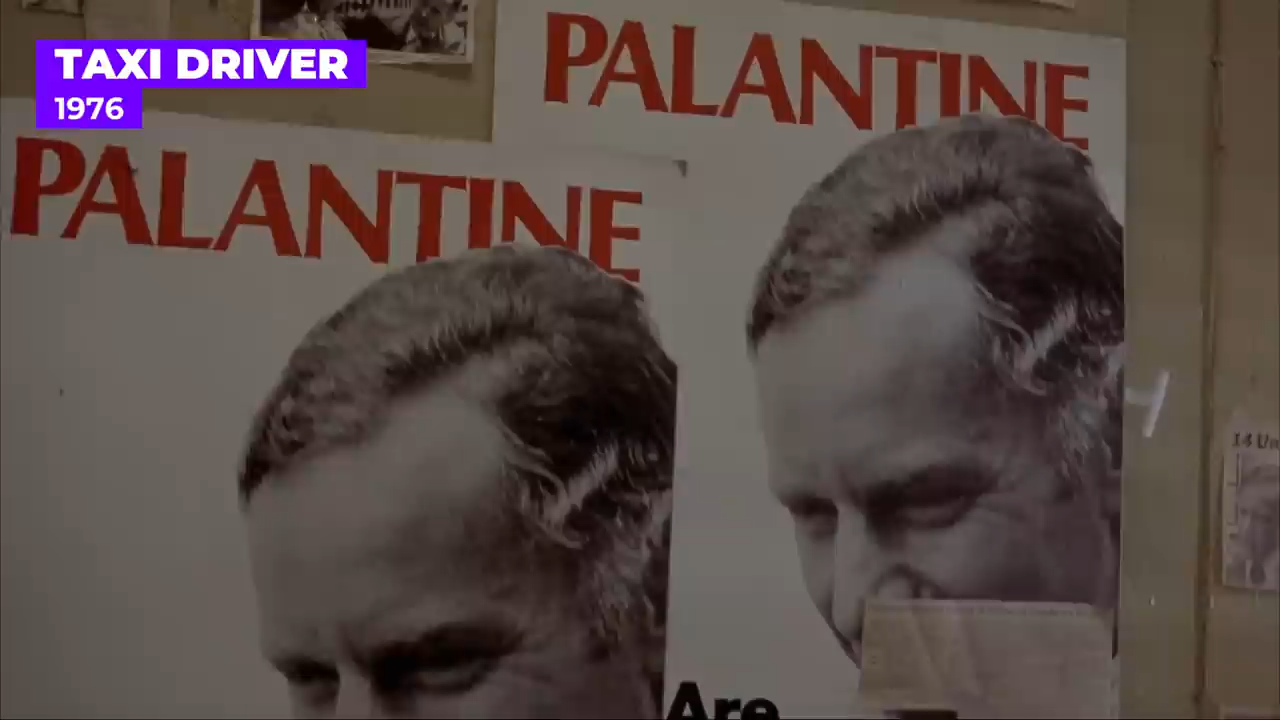 TAXI DRIVER
1976
PALANTINE
PALANTINE
Are